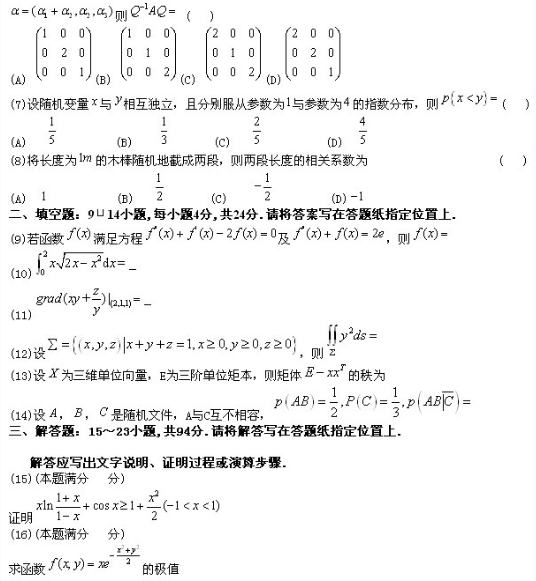 α=(α₁+α₂,α₂,α₃)则Q⁻¹AQ= ( )
(A) (1 0 0; 0 2 0; 0 0 1) (B) (1 0 0; 0 1 0; 0 0 2) (C) (2 0 0; 0 1 0; 0 0 2) (D) (2 0 0; 0 2 0; 0 0 1)
(7)设随机变量x与y相互独立，且分别服从参数为1与参数为4的指数分布，则p{x<y}=( )
(A) 1/5 (B) 1/3 (C) 2/5 (D) 4/5
(8)将长度为1m的木棒随机地截成两段，则两段长度的相关系数为 ( )
(A) 1 (B) 1/2 (C) -1/2 (D)-1
二、填空题：9⊔14小题,每小题4分,共24分.请将答案写在答题纸指定位置上.
(9)若函数f(x)满足方程f″(x)+f′(x)-2f(x)=0及f″(x)+f(x)=2e，则f(x)=
(10) ∫₀² x√(2x-x²)dx=_
(11) grad(xy+z/y)|(2,1,1)=_
(12)设Σ={(x,y,z)|x+y+z=1,x≥0,y≥0,z≥0}，则∬_Σ y²ds=
(13)设X为三维单位向量，E为三阶单位矩本，则矩体E-xxᵀ的秩为
(14)设A，B，C是随机文件，A与C互不相容，p(AB)=1/2,P(C)=1/3,p(AB|C̅)=
三、解答题：15～23小题,共94分.请将解答写在答题纸指定位置上.
解答应写出文字说明、证明过程或演算步骤.
(15)(本题满分 分)
证明xln(1+x)/(1-x)+cosx≥1+x²/2(-1<x<1)
(16)(本题满分 分)
求函数f(x,y)=xe^(-(x²+y²)/2)的极值